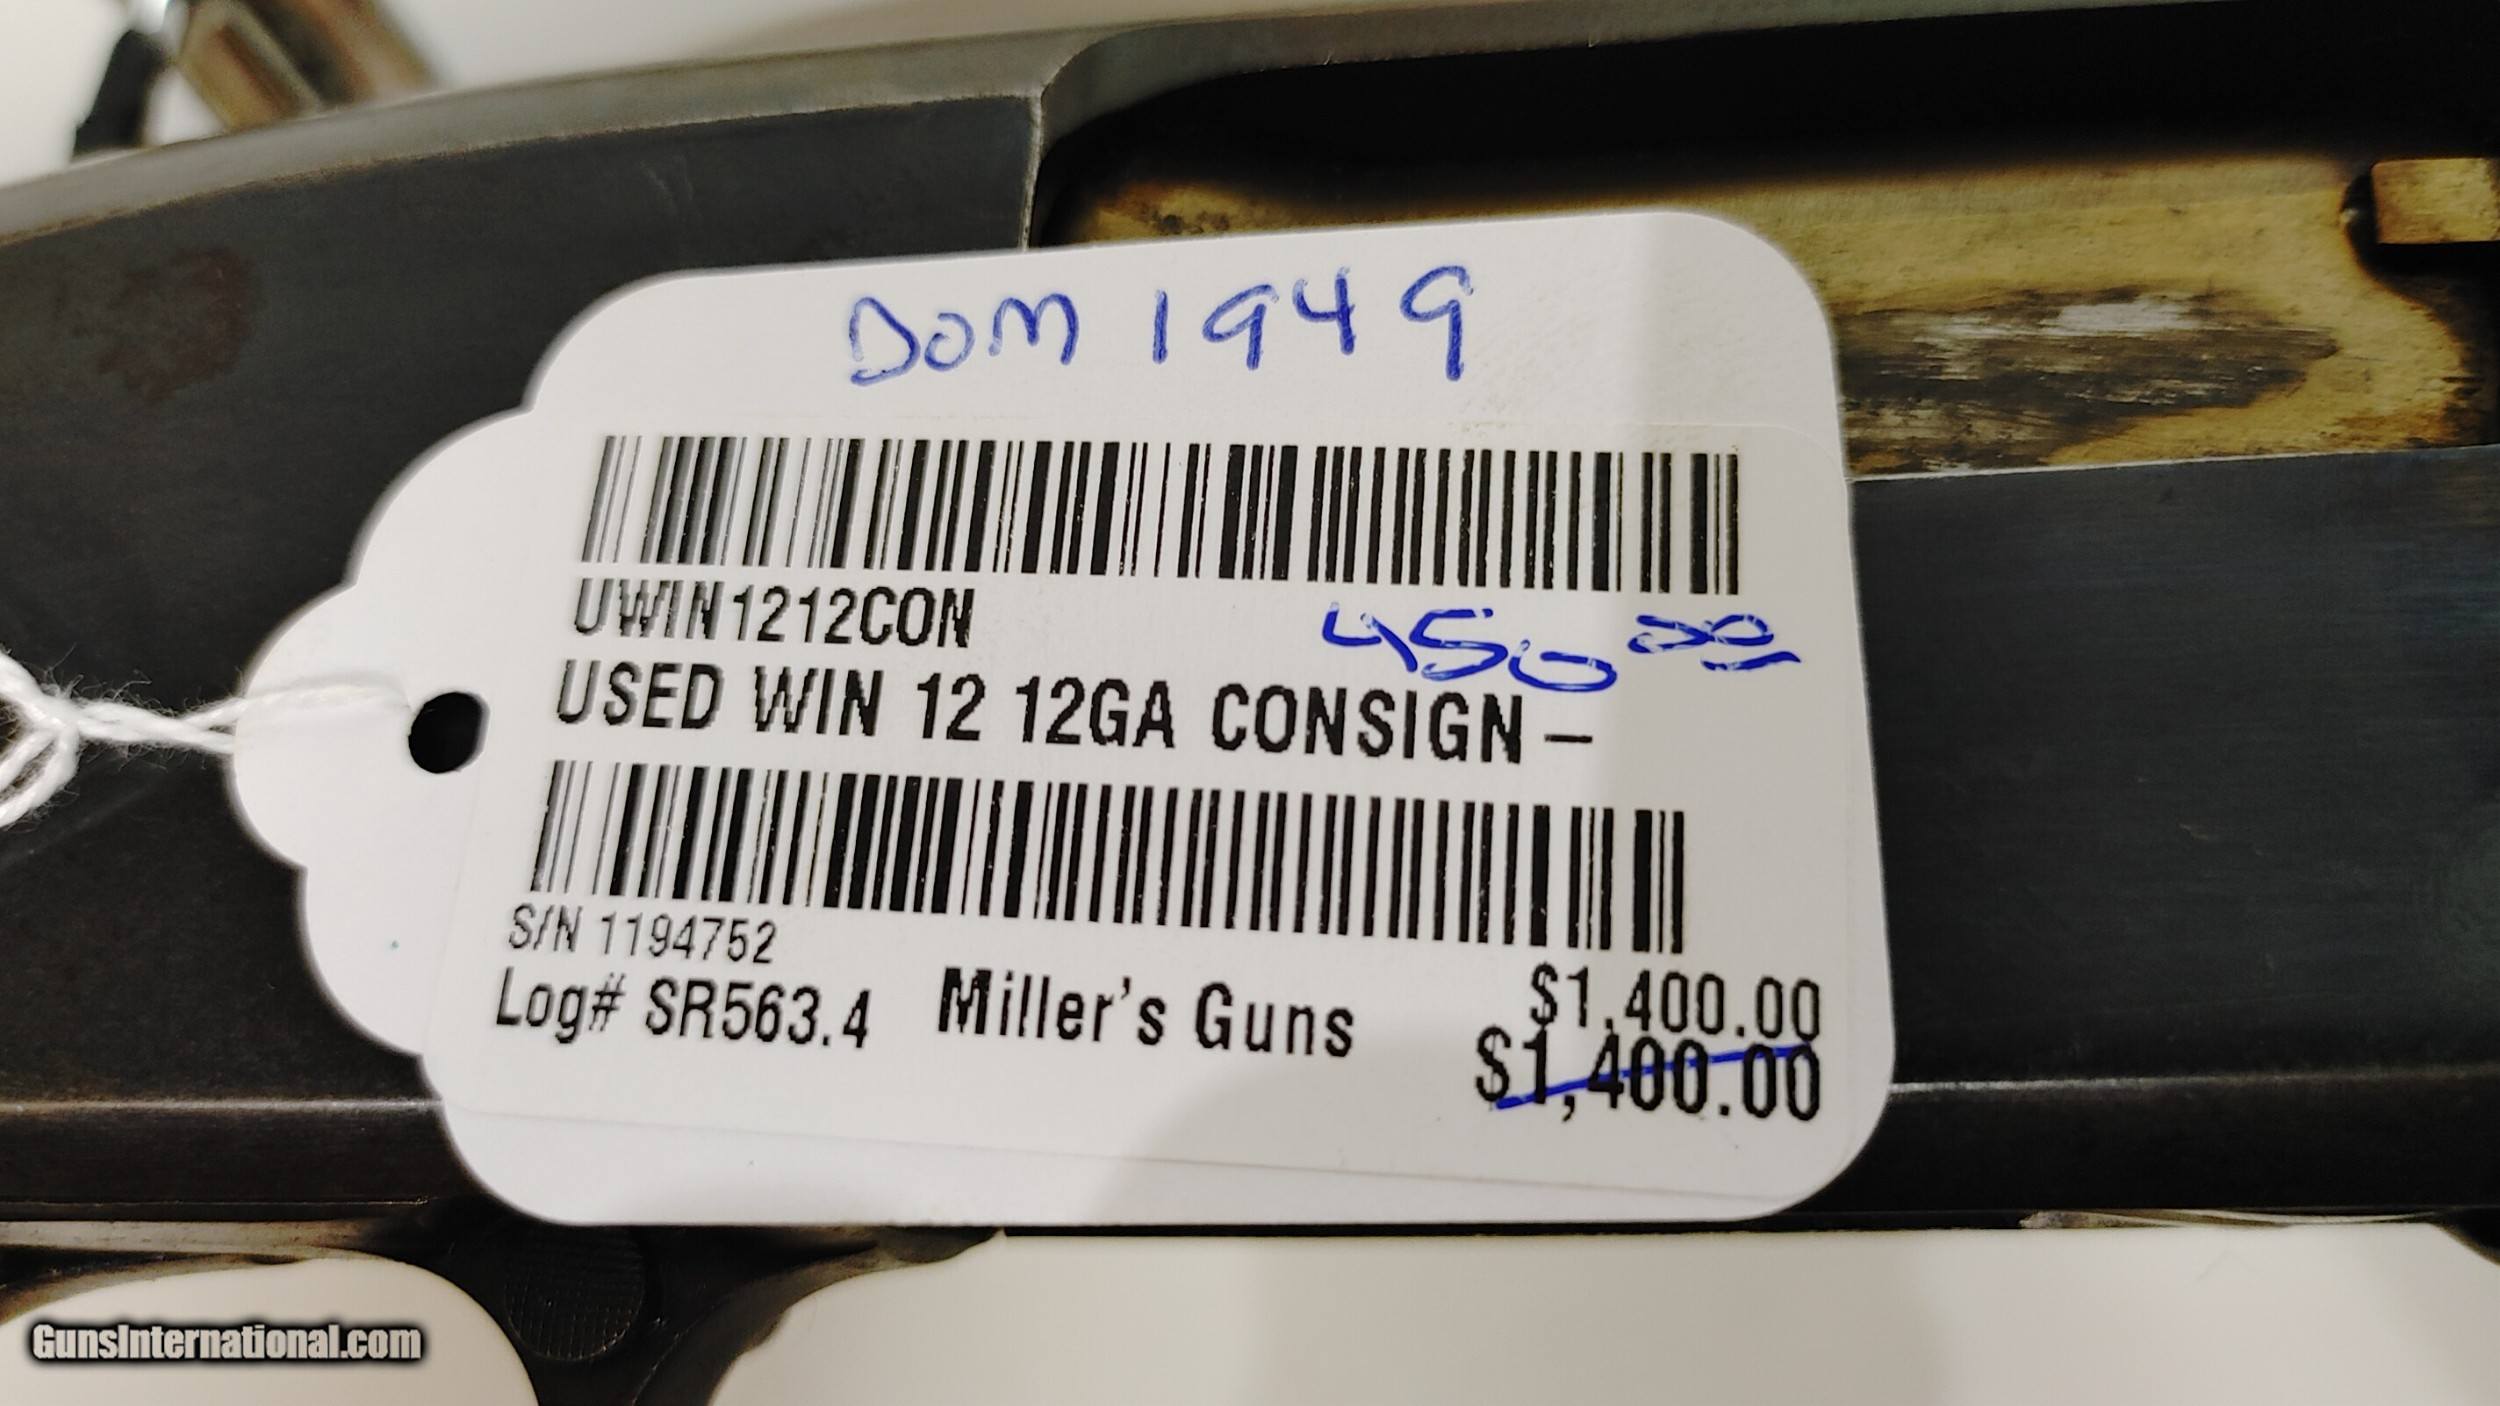 DOM 1949
UWIN1212CON
450 00
USED WIN 12 12GA CONSIGN –
S/N 1194752
Log# SR563.4 Miller's Guns $1,400.00
$1,400.00
GunsInternational.com